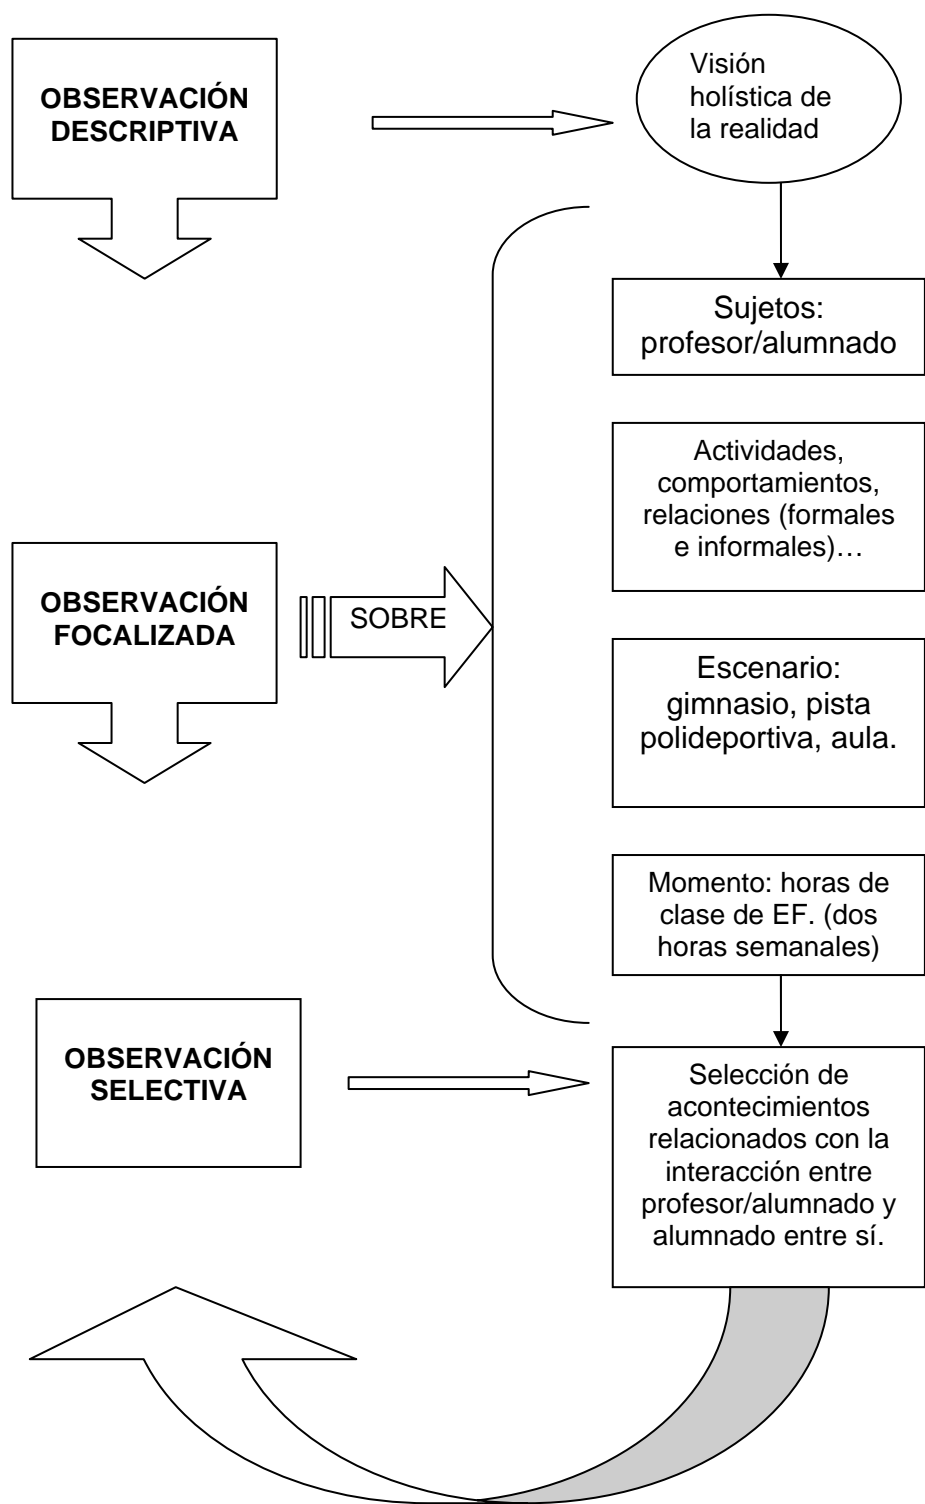 OBSERVACIÓN
DESCRIPTIVA
Visión
holística de
la realidad
Sujetos:
profesor/alumnado
Actividades,
comportamientos,
relaciones (formales
e informales)…
OBSERVACIÓN
FOCALIZADA
SOBRE
Escenario:
gimnasio, pista
polideportiva, aula.
Momento: horas de
clase de EF. (dos
horas semanales)
OBSERVACIÓN
SELECTIVA
Selección de
acontecimientos
relacionados con la
interacción entre
profesor/alumnado y
alumnado entre sí.